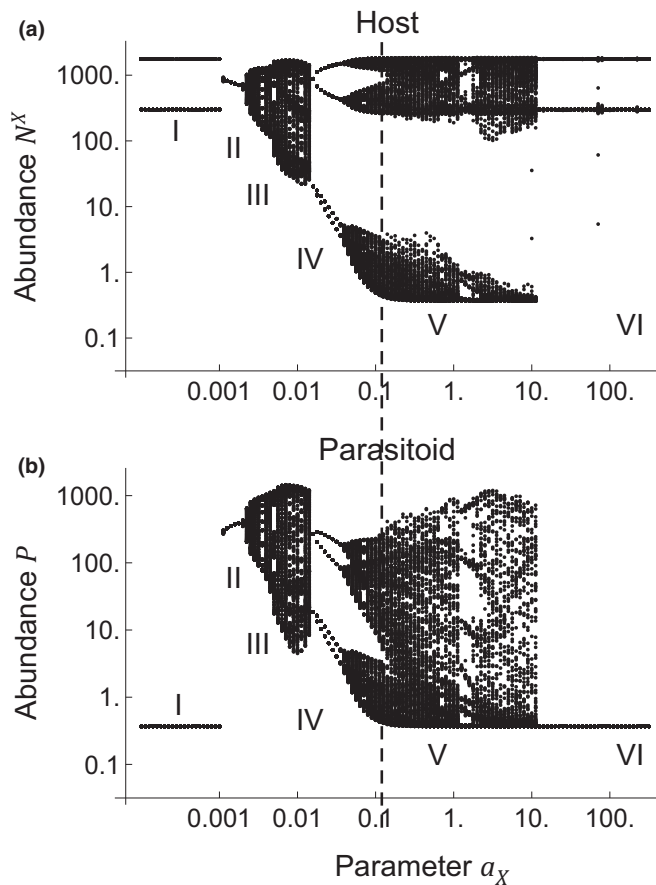 Host
(a)
1000.
100.
10.
1.
0.1
Abundance N^X
I
II
III
IV
V
VI
0.001 0.01 0.1 1. 10. 100.
Parasitoid
(b)
1000.
100.
10.
1.
0.1
Abundance P
II
III
I
IV
V
VI
0.001 0.01 0.1 1. 10. 100.
Parameter a_X